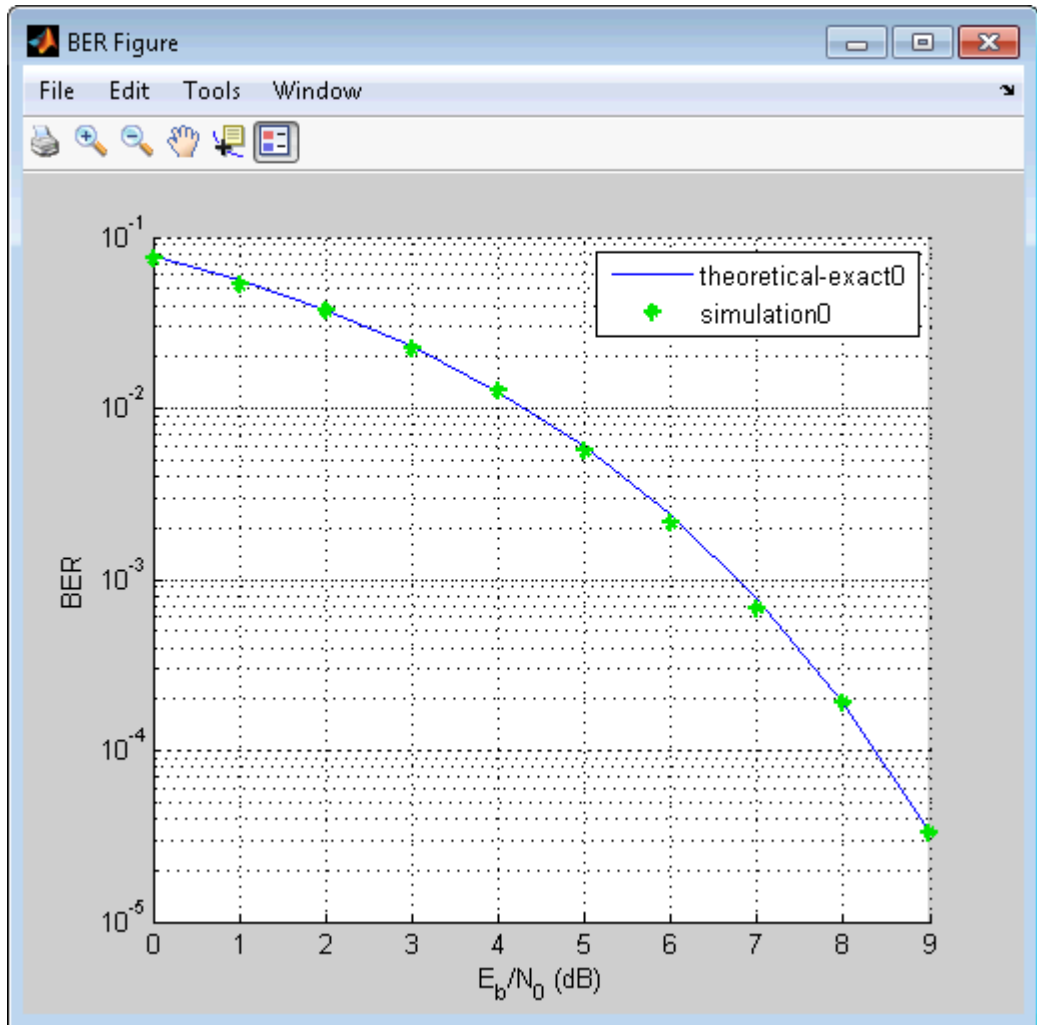 BER Figure
File Edit Tools Window
10^-1
10^-2
10^-3
10^-4
10^-5
BER
theoretical-exact0
simulation0
0 1 2 3 4 5 6 7 8 9
E_b/N_0 (dB)